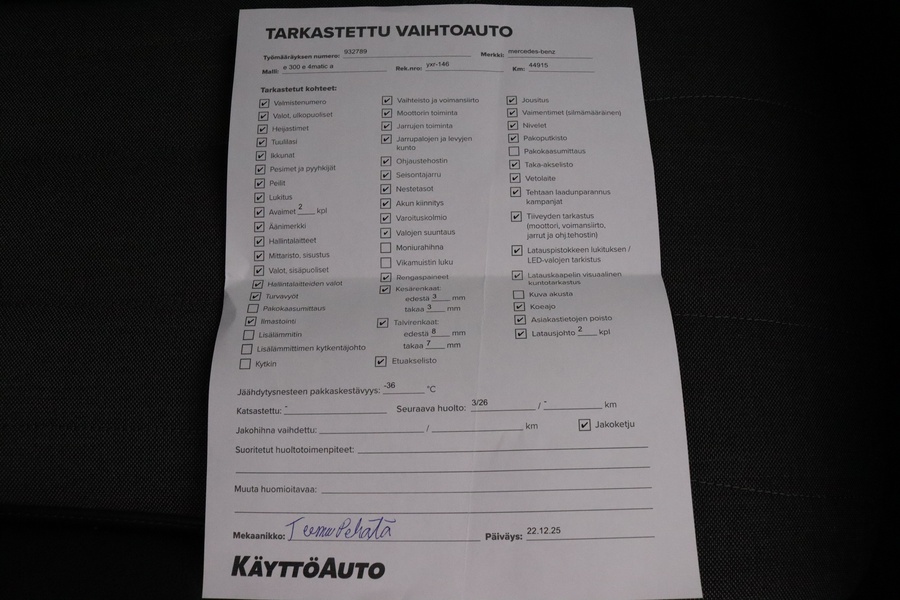 TARKASTETTU VAIHTOAUTO
Työmääräyksen numero: 932789 Merkki: mercedes-benz
Malli: e 300 e 4matic a Rek.nro: yxr-146 Km: 44915
Tarkastetut kohteet:
☑ Valmistenumero
☑ Valot, ulkopuoliset
☑ Heijastimet
☑ Tuulilasi
☑ Ikkunat
☑ Pesimet ja pyyhkijät
☑ Peilit
☑ Lukitus
☑ Avaimet 2 kpl
☑ Äänimerkki
☑ Hallintalaitteet
☑ Mittaristo, sisustus
☑ Valot, sisäpuoliset
☑ Hallintalaitteiden valot
☑ Turvavyöt
☐ Pakokaasumittaus
☑ Ilmastointi
☐ Lisälämmitin
☐ Lisälämmittimen kytkentäjohto
☐ Kytkin
☑ Vaihteisto ja voimansiirto
☑ Moottorin toiminta
☑ Jarrujen toiminta
☑ Jarrupalojen ja levyjen
kunto
☑ Ohjaustehostin
☑ Seisontajarru
☑ Nestetasot
☑ Akun kiinnitys
☑ Varoituskolmio
☑ Valojen suuntaus
☐ Moniurahihna
☐ Vikamuistin luku
☑ Rengaspaineet
☑ Kesärenkaat:
edestä 3 mm
takaa 3 mm
☑ Talvirenkaat:
edestä 8 mm
takaa 7 mm
☑ Etuakselisto
☑ Jousitus
☑ Vaimentimet (silmämääräinen)
☑ Nivelet
☑ Pakoputkisto
☐ Pakokaasumittaus
☑ Taka-akselisto
☑ Vetolaite
☑ Tehtaan laadunparannus
kampanjat
☑ Tiiveyden tarkastus
(moottori, voimansiirto,
jarrut ja ohj.tehostin)
☑ Latauspistokkeen lukituksen /
LED-valojen tarkistus
☑ Latauskaapelin visuaalinen
kuntotarkastus
☐ Kuva akusta
☑ Koeajo
☑ Asiakastietojen poisto
☑ Latausjohto 2 kpl
Jäähdytysnesteen pakkaskestävyys: -36 °C
Katsastettu: - Seuraava huolto: 3/26 / - km
Jakohihna vaihdettu: / km ☑ Jakoketju
Suoritetut huoltotoimenpiteet:
Muuta huomioitavaa:
Mekaanikko: Teemu Pekätä Päiväys: 22.12.25
KÄYTTÖAUTO